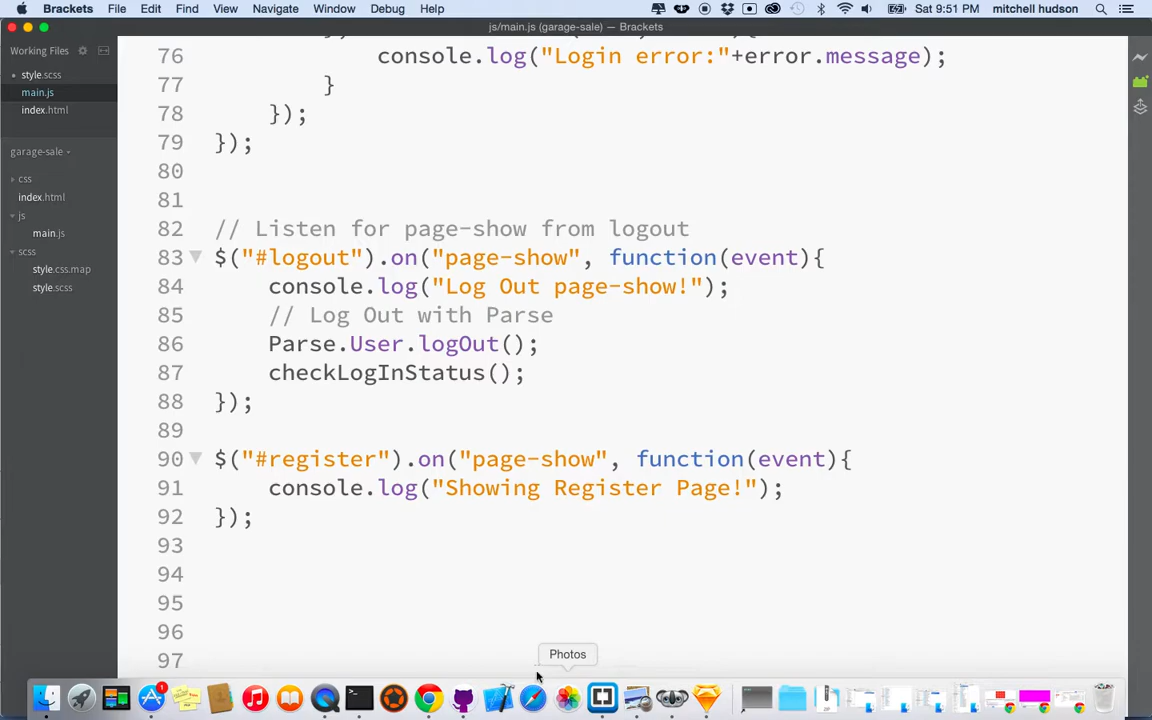 Brackets File Edit Find View Navigate Window Debug Help Sat 9:51 PM mitchell hudson
js/main.js (garage-sale) — Brackets
Working Files
style.scss
main.js
index.html
garage-sale
css
index.html
js
main.js
scss
style.css.map
style.scss
76 console.log("Login error:"+error.message);
77 }
78 });
79 });
80
81
82 // Listen for page-show from logout
83 $("#logout").on("page-show", function(event){
84 console.log("Log Out page-show!");
85 // Log Out with Parse
86 Parse.User.logOut();
87 checkLogInStatus();
88 });
89
90 $("#register").on("page-show", function(event){
91 console.log("Showing Register Page!");
92 });
93
94
95
96
97
Photos
1